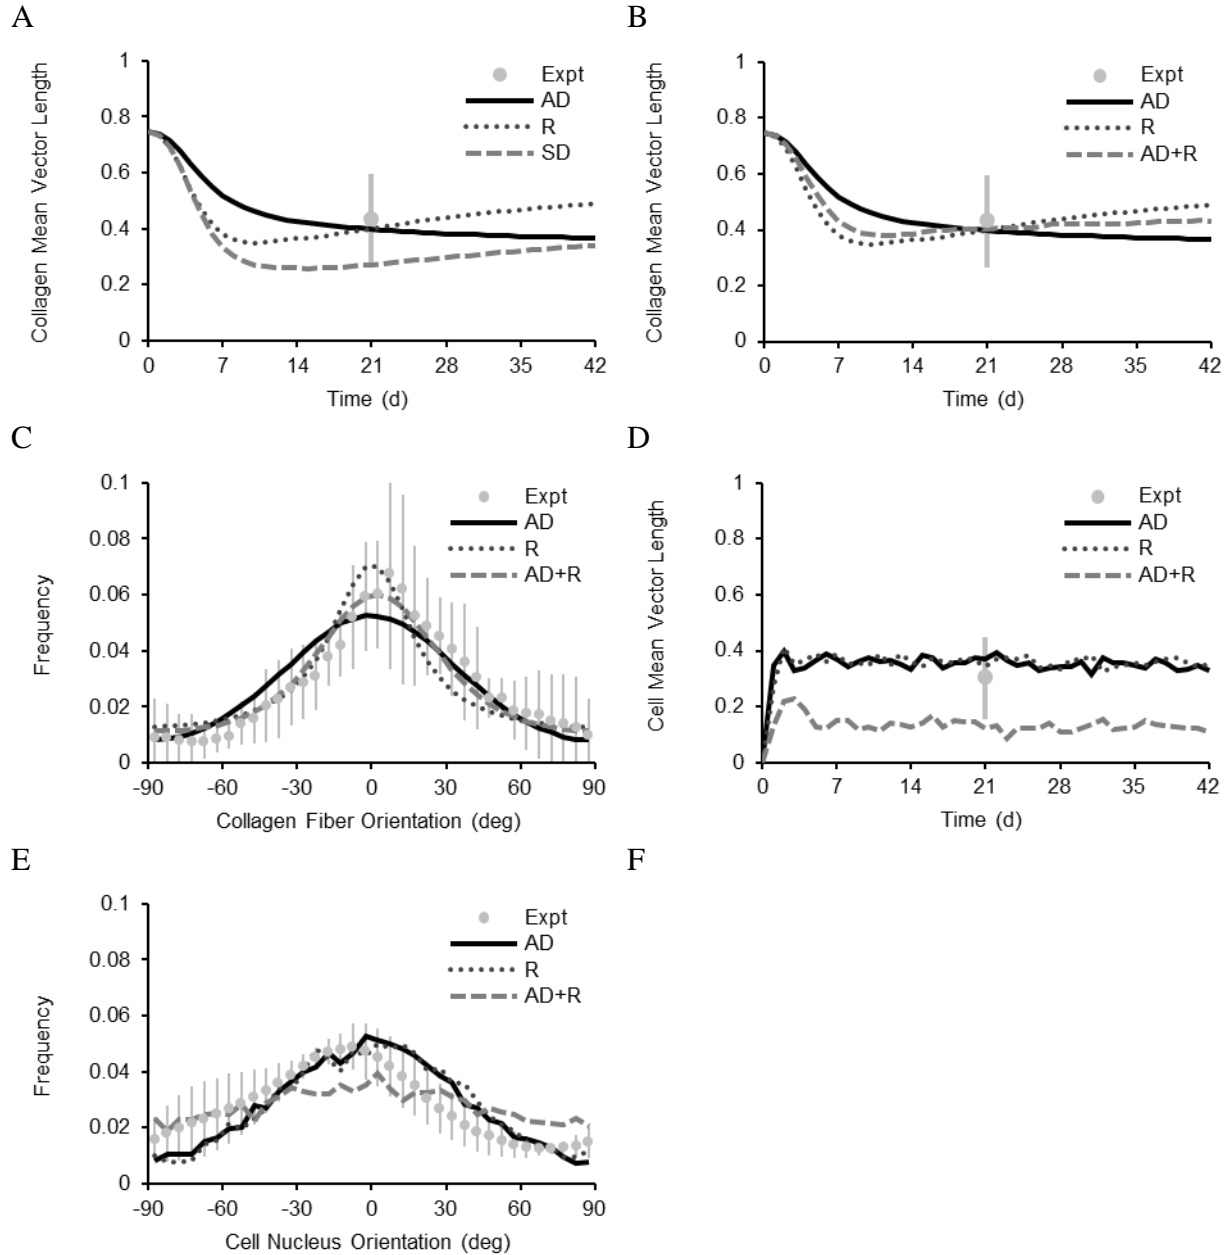 A
Collagen Mean Vector Length
1
0.8
0.6
0.4
0.2
0
0 7 14 21 28 35 42
Time (d)
Expt
AD
R
SD
B
Collagen Mean Vector Length
1
0.8
0.6
0.4
0.2
0
0 7 14 21 28 35 42
Time (d)
Expt
AD
R
AD+R
C
Frequency
0.1
0.08
0.06
0.04
0.02
0
-90 -60 -30 0 30 60 90
Collagen Fiber Orientation (deg)
Expt
AD
R
AD+R
D
Cell Mean Vector Length
1
0.8
0.6
0.4
0.2
0
0 7 14 21 28 35 42
Time (d)
Expt
AD
R
AD+R
E
Frequency
0.1
0.08
0.06
0.04
0.02
0
-90 -60 -30 0 30 60 90
Cell Nucleus Orientation (deg)
Expt
AD
R
AD+R
F